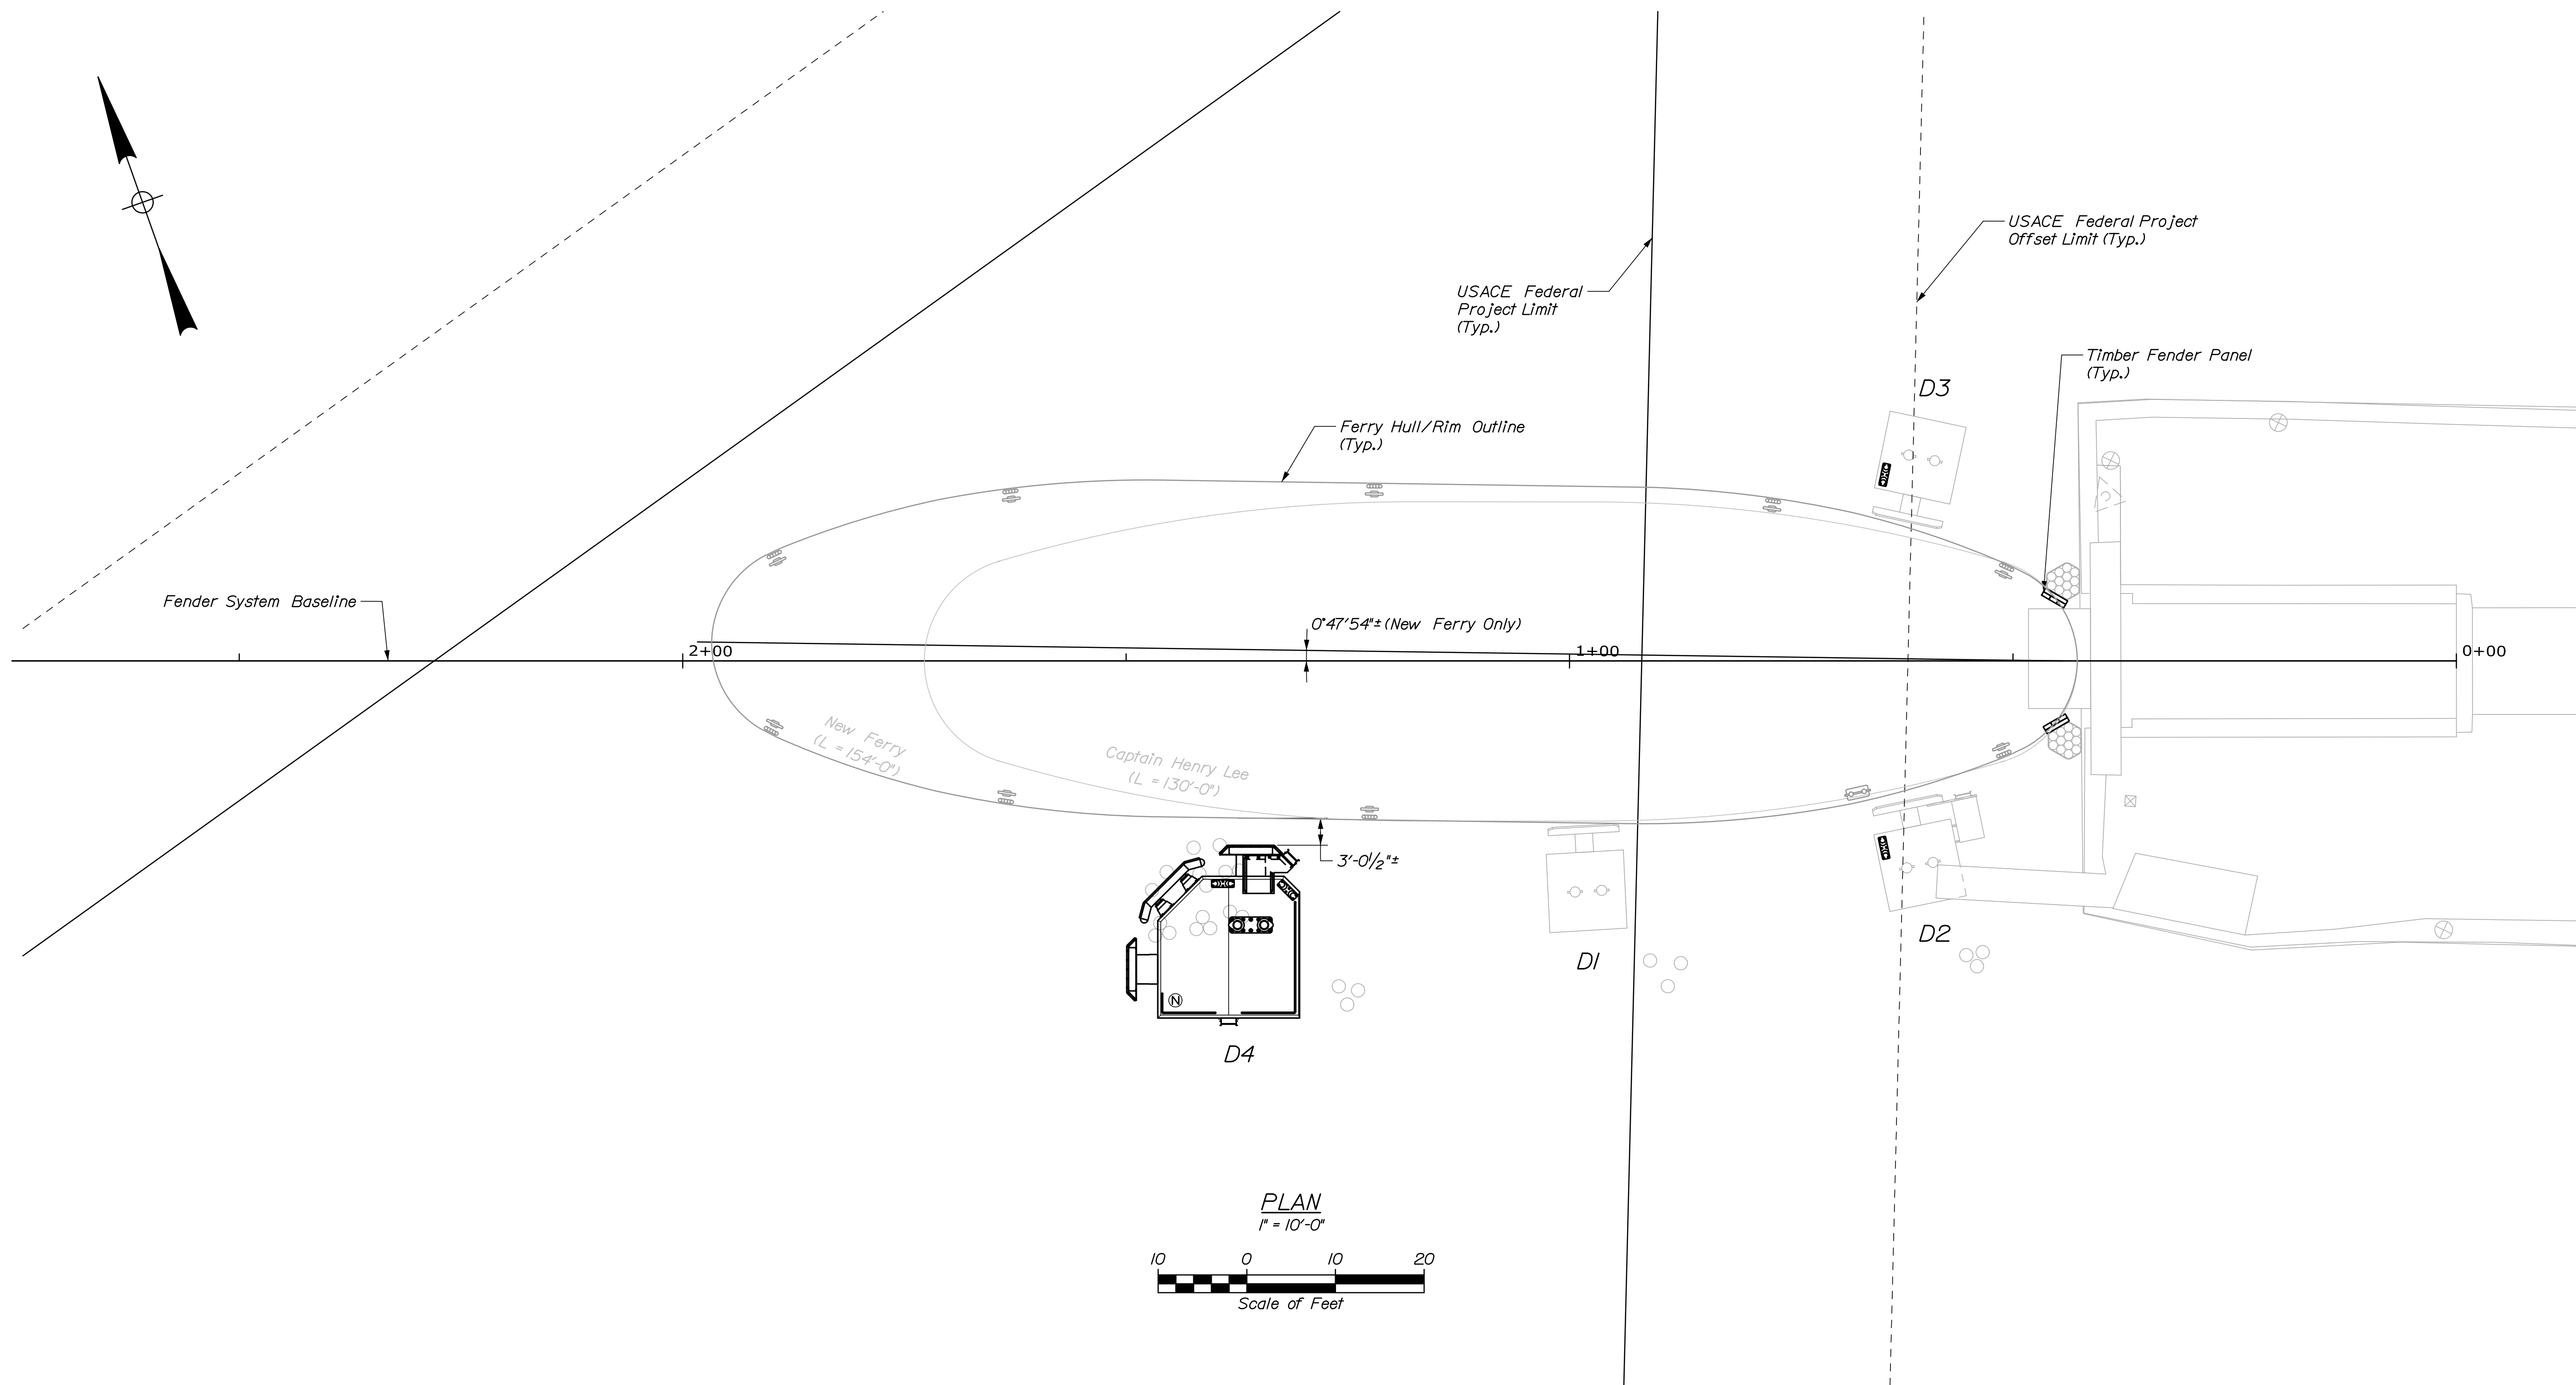 USACE Federal Project
Offset Limit (Typ.)
USACE Federal
Project Limit
(Typ.)
Timber Fender Panel
(Typ.)
D3
Ferry Hull/Rim Outline
(Typ.)
Fender System Baseline
0°47'54"± (New Ferry Only)
2+00
1+00
0+00
New Ferry
(L = 154'-0")
Captain Henry Lee
(L = 130'-0")
3'-0 1/2"±
D2
D1
N
D4
PLAN
1" = 10'-0"
10 0 10 20
Scale of Feet